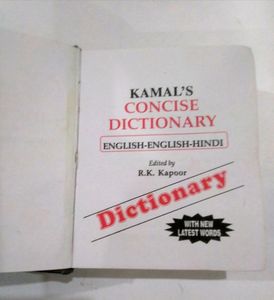 KAMAL'S
CONCISE
DICTIONARY
ENGLISH-ENGLISH-HINDI
Edited by
R.K. Kapoor
Dictionary
WITH NEW
LATEST WORDS